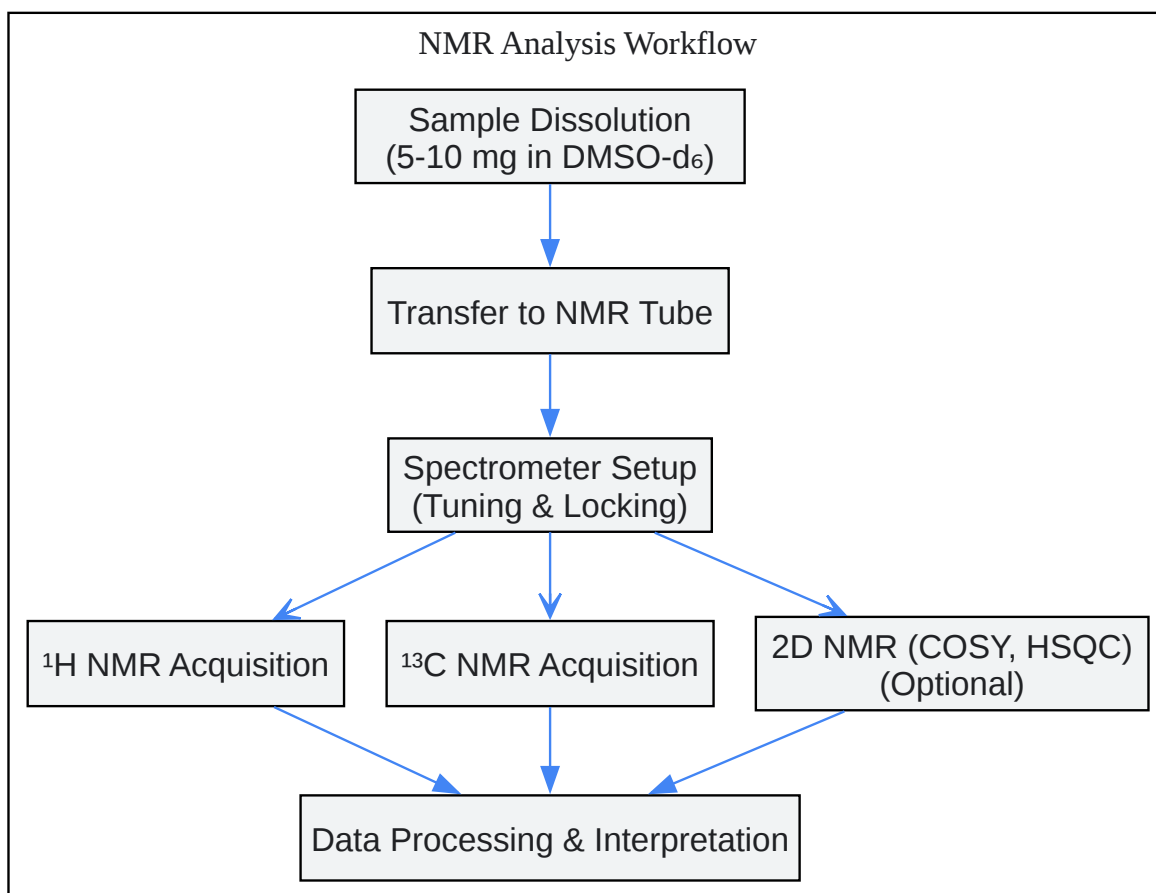 NMR Analysis Workflow
Sample Dissolution
(5-10 mg in DMSO-d₆)
Transfer to NMR Tube
Spectrometer Setup
(Tuning & Locking)
¹H NMR Acquisition
¹³C NMR Acquisition
2D NMR (COSY, HSQC)
(Optional)
Data Processing & Interpretation